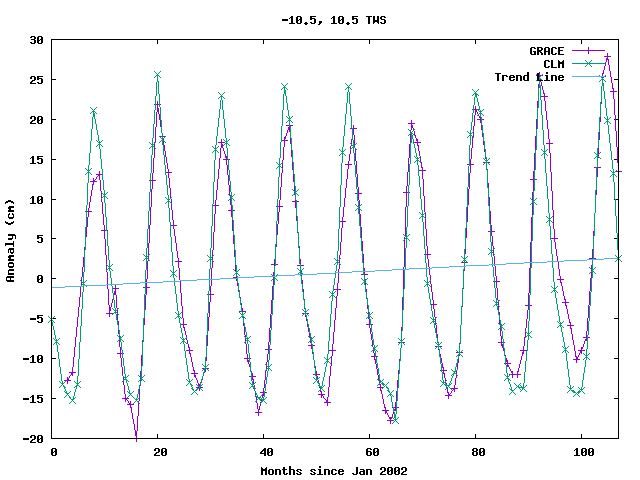 -10.5, 10.5 TWS
GRACE
CLM
Trend Line
30
25
20
15
10
5
0
-5
-10
-15
-20
Anomaly (cm)
0 20 40 60 80 100
Months since Jan 2002